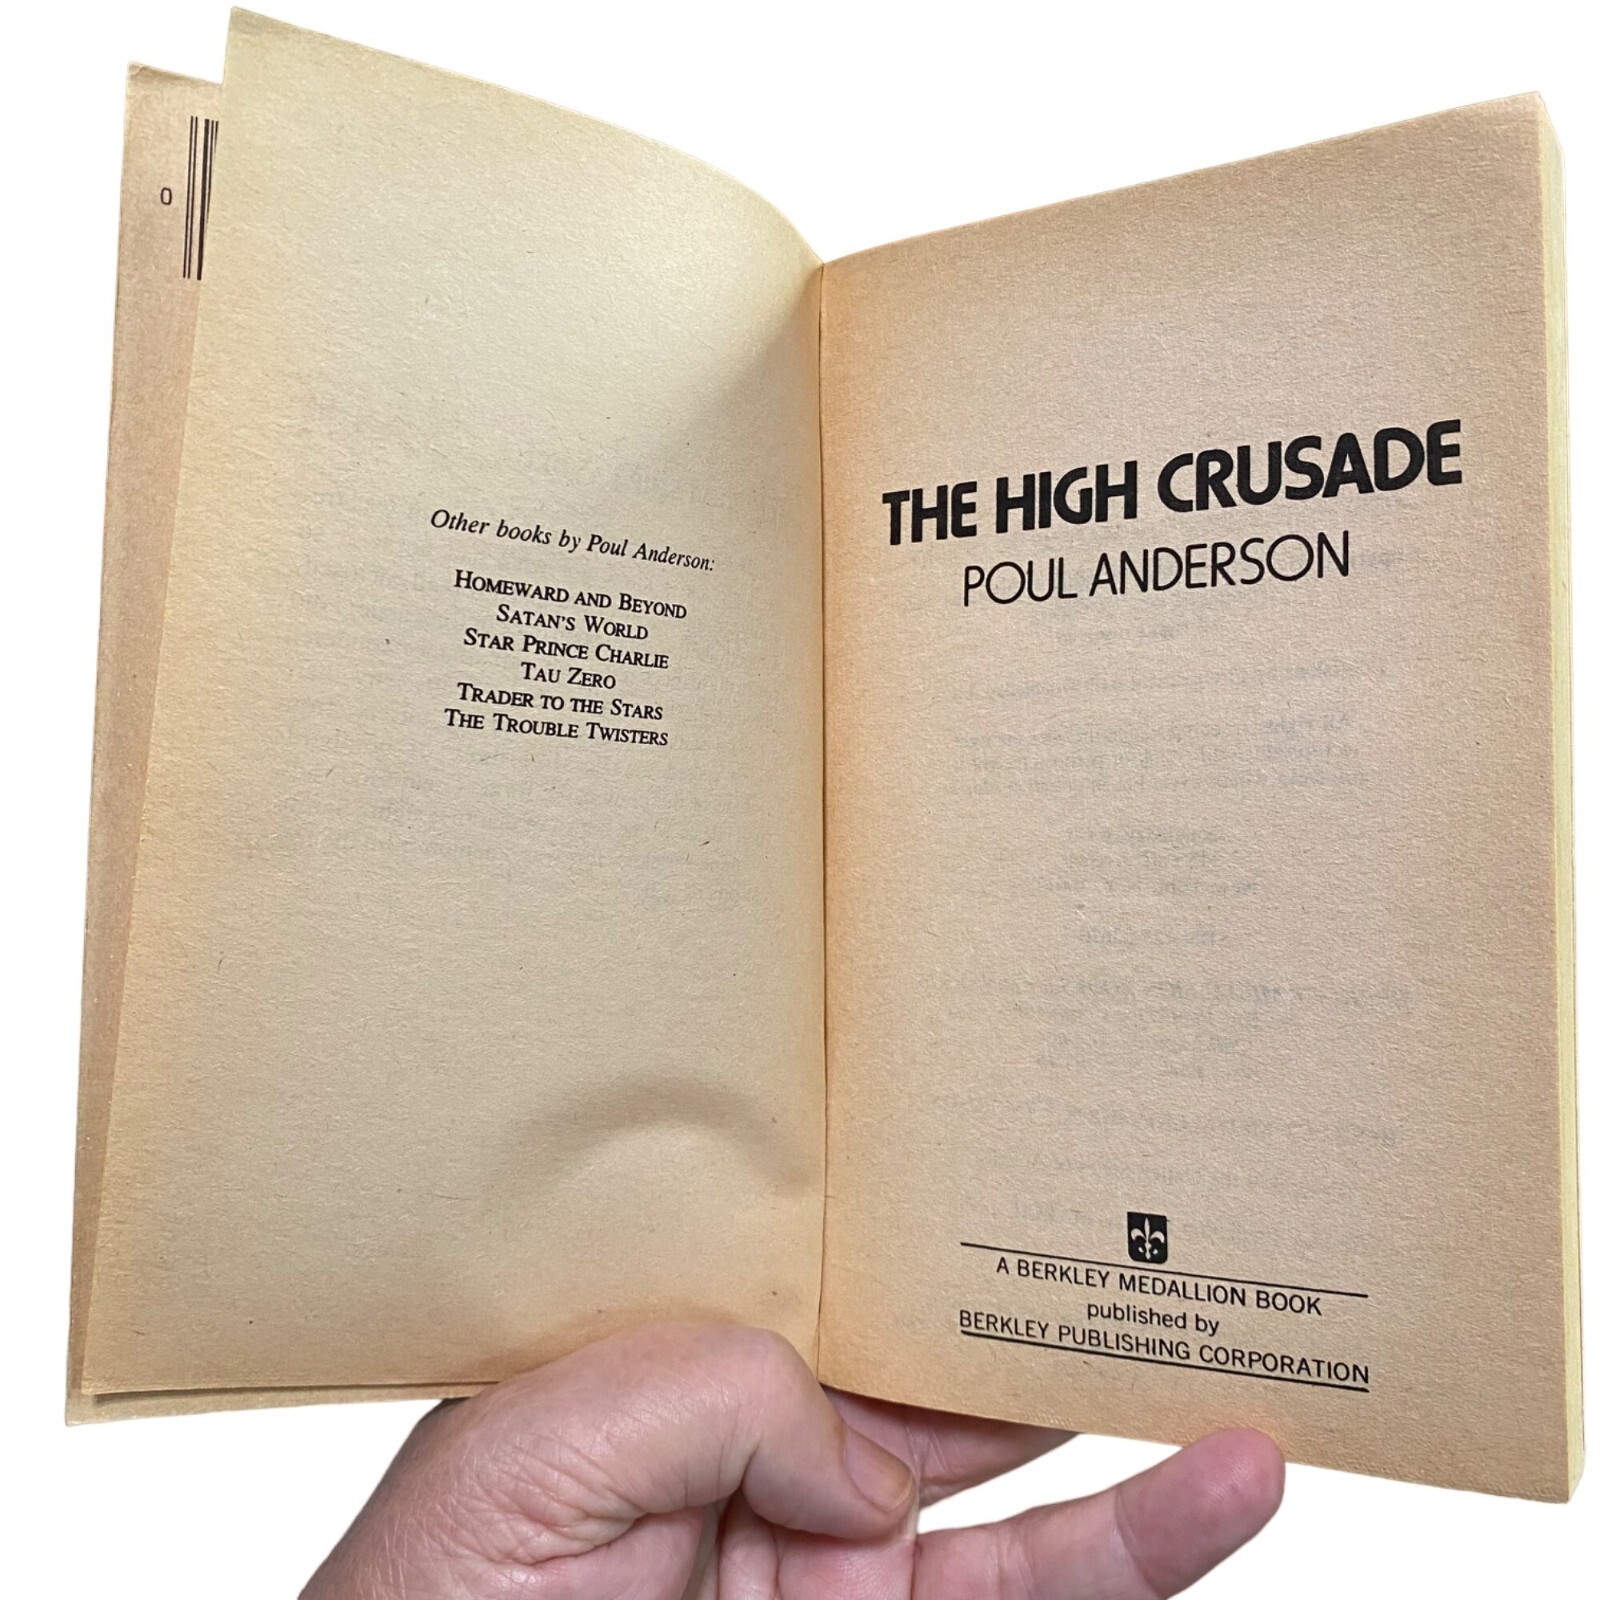 0
Other books by Poul Anderson:
HOMEWARD AND BEYOND
SATAN'S WORLD
STAR PRINCE CHARLIE
TAU ZERO
TRADER TO THE STARS
THE TROUBLE TWISTERS
THE HIGH CRUSADE
POUL ANDERSON
A BERKLEY MEDALLION BOOK
published by
BERKLEY PUBLISHING CORPORATION